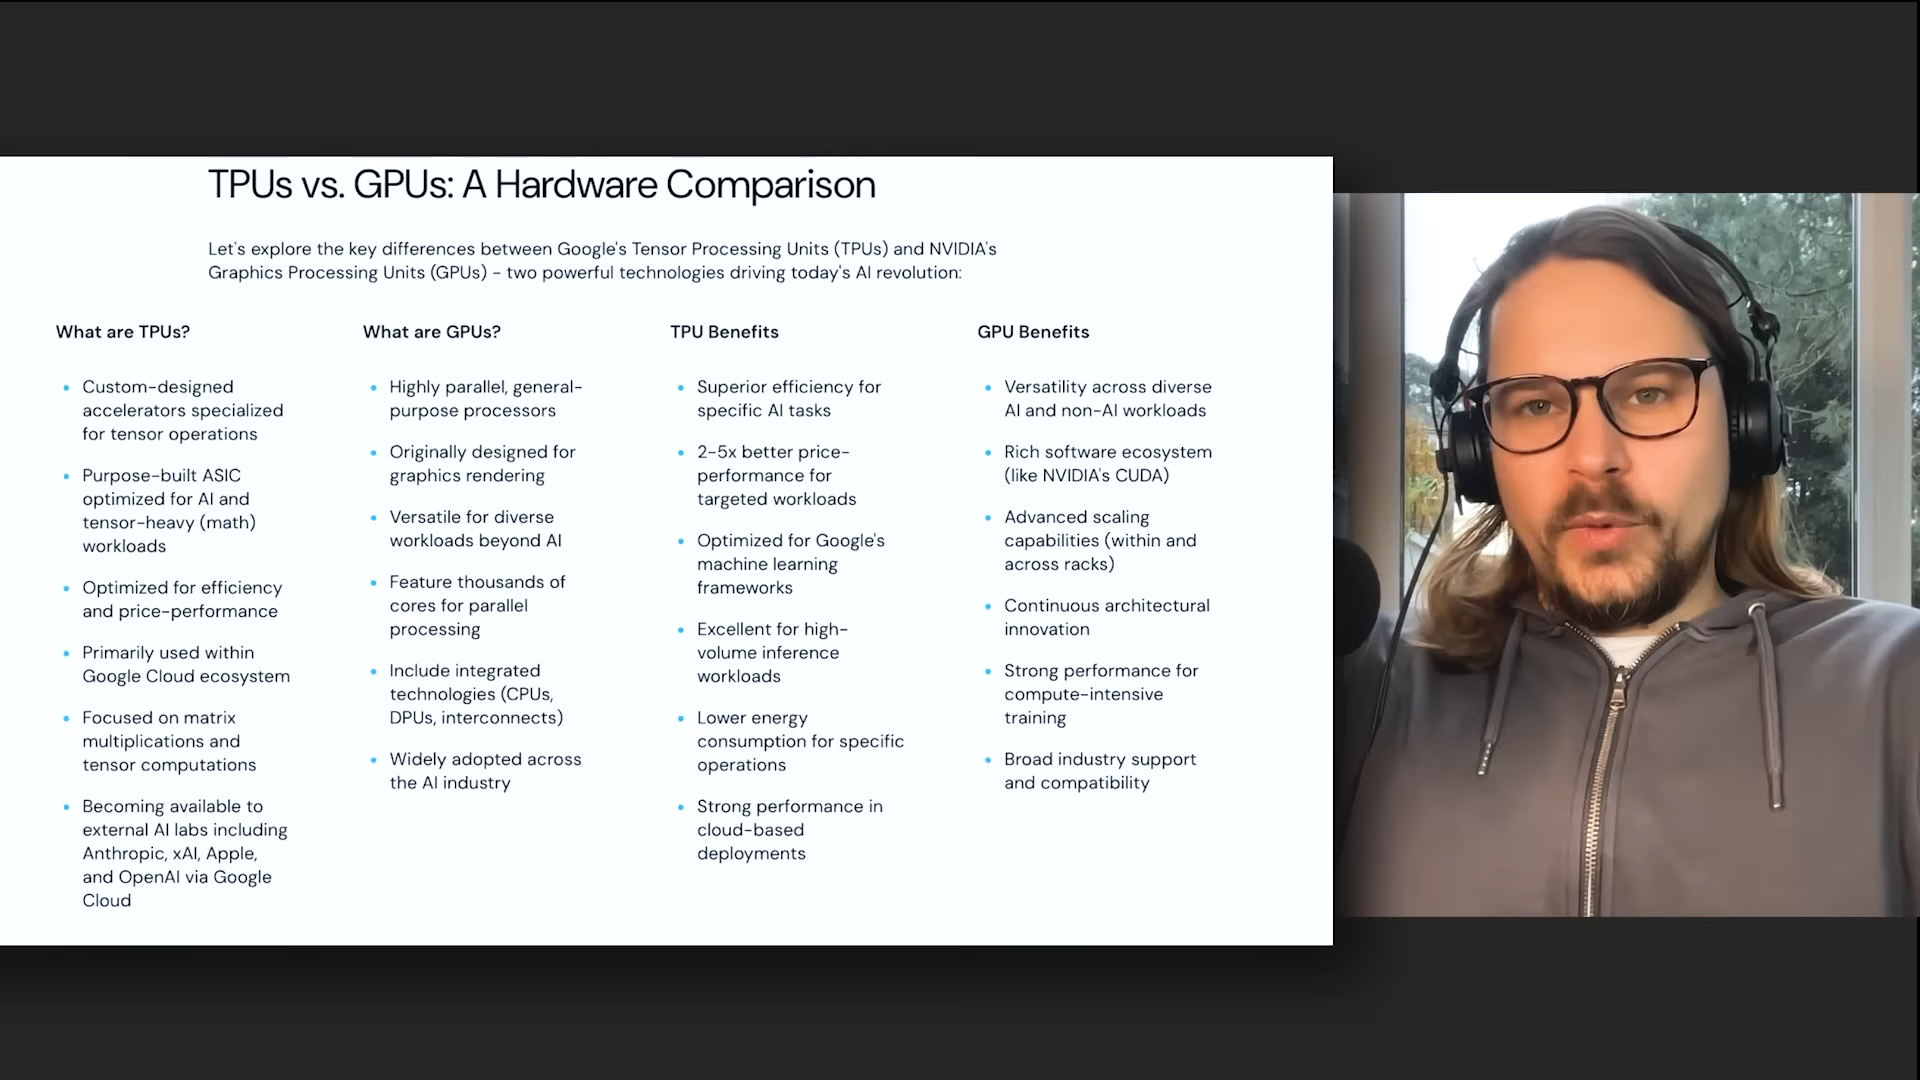 TPUs vs. GPUs: A Hardware Comparison
Let's explore the key differences between Google's Tensor Processing Units (TPUs) and NVIDIA's
Graphics Processing Units (GPUs) - two powerful technologies driving today's AI revolution:
What are TPUs?
Custom-designed
accelerators specialized
for tensor operations
Purpose-built ASIC
optimized for AI and
tensor-heavy (math)
workloads
Optimized for efficiency
and price-performance
Primarily used within
Google Cloud ecosystem
Focused on matrix
multiplications and
tensor computations
Becoming available to
external AI labs including
Anthropic, xAI, Apple,
and OpenAI via Google
Cloud
What are GPUs?
Highly parallel, general-
purpose processors
Originally designed for
graphics rendering
Versatile for diverse
workloads beyond AI
Feature thousands of
cores for parallel
processing
Include integrated
technologies (CPUs,
DPUs, interconnects)
Widely adopted across
the AI industry
TPU Benefits
Superior efficiency for
specific AI tasks
2-5x better price-
performance for
targeted workloads
Optimized for Google's
machine learning
frameworks
Excellent for high-
volume inference
workloads
Lower energy
consumption for specific
operations
Strong performance in
cloud-based
deployments
GPU Benefits
Versatility across diverse
AI and non-AI workloads
Rich software ecosystem
(like NVIDIA's CUDA)
Advanced scaling
capabilities (within and
across racks)
Continuous architectural
innovation
Strong performance for
compute-intensive
training
Broad industry support
and compatibility